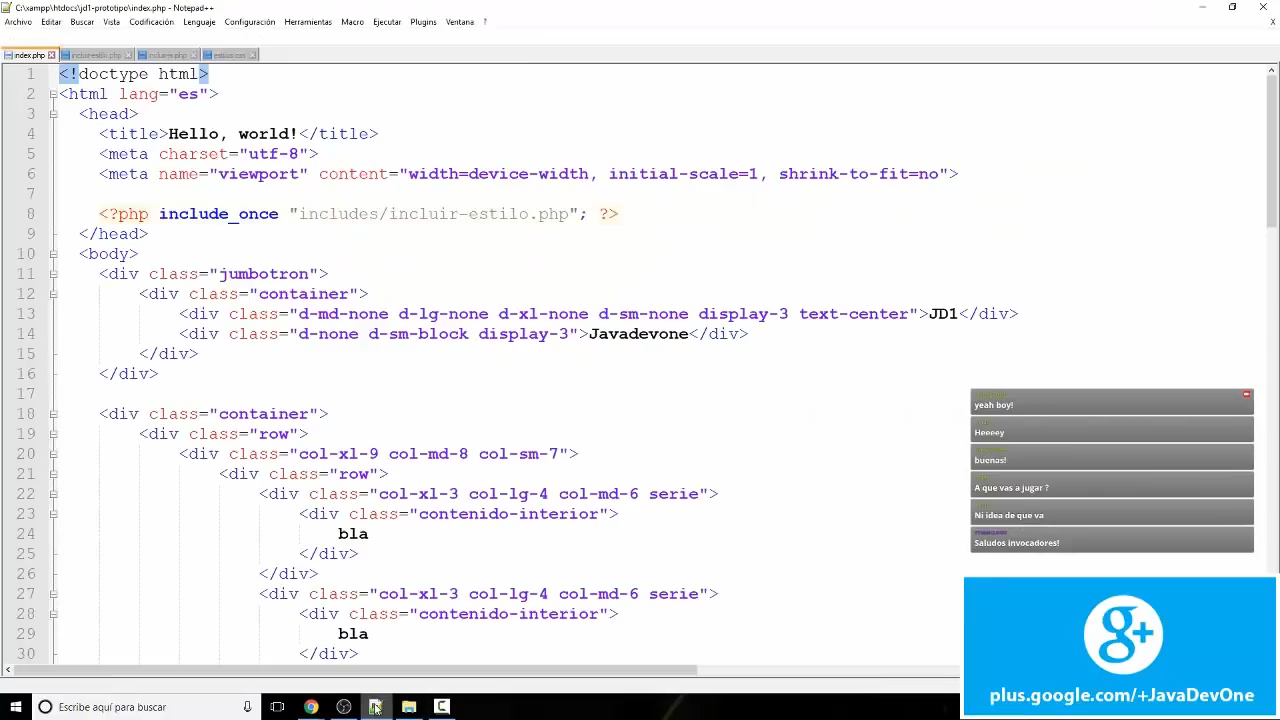 C:\xampp\htdocs\jd1-prototipo\index.php - Notepad++
Archivo Editar Buscar Vista Codificación Lenguaje Configuración Herramientas Macro Ejecutar Plugins Ventana ?
index.php incluir-estilo.php
1 <!doctype html>
2 <html lang="es">
3 <head>
4 <title>Hello, world!</title>
5 <meta charset="utf-8">
6 <meta name="viewport" content="width=device-width, initial-scale=1, shrink-to-fit=no">
7
8 <?php include_once "includes/incluir-estilo.php"; ?>
9 </head>
10 <body>
11 <div class="jumbotron">
12 <div class="container">
13 <div class="d-md-none d-lg-none d-xl-none d-sm-none display-3 text-center">JD1</div>
14 <div class="d-none d-sm-block display-3">Javadevone</div>
15 </div>
16 </div>
17
18 <div class="container">
19 <div class="row">
20 <div class="col-xl-9 col-md-8 col-sm-7">
21 <div class="row">
22 <div class="col-xl-3 col-lg-4 col-md-6 serie">
23 <div class="contenido-interior">
24 bla
25 </div>
26 </div>
27 <div class="col-xl-3 col-lg-4 col-md-6 serie">
28 <div class="contenido-interior">
29 bla
30 </div>
yeah boy!
Heeeey
buenas!
A que vas a jugar ?
Ni idea de que va
Saludos invocadores!
g+
plus.google.com/+JavaDevOne
Escribe aquí para buscar